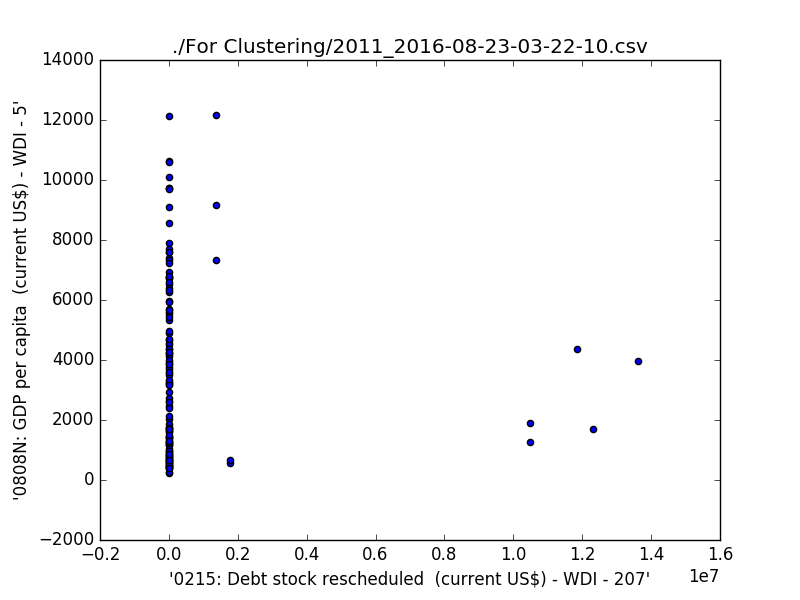 ./For Clustering/2011_2016-08-23-03-22-10.csv
14000
12000
10000
8000
6000
4000
2000
0
−2000
'0808N: GDP per capita  (current US$) - WDI - 5'
−0.2 0.0 0.2 0.4 0.6 0.8 1.0 1.2 1.4 1.6
1e7
'0215: Debt stock rescheduled  (current US$) - WDI - 207'